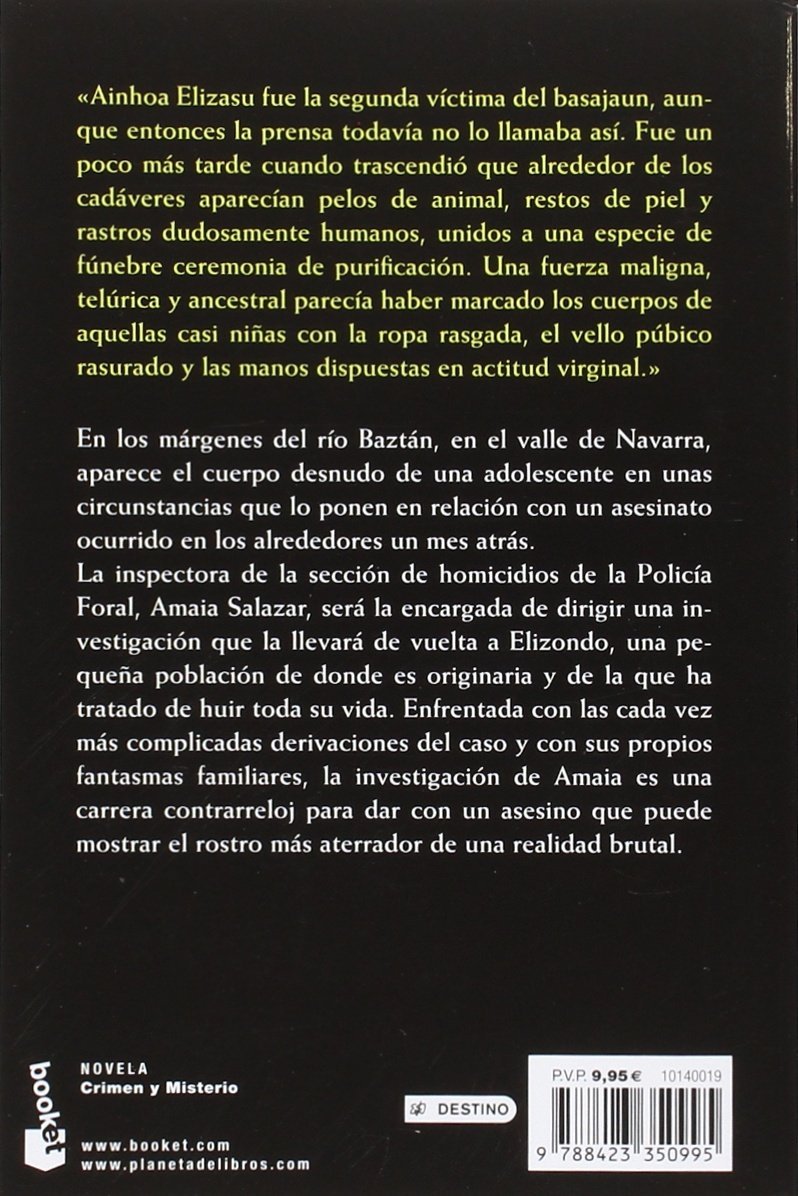 «Ainhoa Elizasu fue la segunda víctima del basajaun, aun-
que entonces la prensa todavía no lo llamaba así. Fue un
poco más tarde cuando trascendió que alrededor de los
cadáveres aparecían pelos de animal, restos de piel y
rastros dudosamente humanos, unidos a una especie de
fúnebre ceremonia de purificación. Una fuerza maligna,
telúrica y ancestral parecía haber marcado los cuerpos de
aquellas casi niñas con la ropa rasgada, el vello púbico
rasurado y las manos dispuestas en actitud virginal.»
En los márgenes del río Baztán, en el valle de Navarra,
aparece el cuerpo desnudo de una adolescente en unas
circunstancias que lo ponen en relación con un asesinato
ocurrido en los alrededores un mes atrás.
La inspectora de la sección de homicidios de la Policía
Foral, Amaia Salazar, será la encargada de dirigir una in-
vestigación que la llevará de vuelta a Elizondo, una pe-
queña población de donde es originaria y de la que ha
tratado de huir toda su vida. Enfrentada con las cada vez
más complicadas derivaciones del caso y con sus propios
fantasmas familiares, la investigación de Amaia es una
carrera contrarreloj para dar con un asesino que puede
mostrar el rostro más aterrador de una realidad brutal.
booket
NOVELA
Crimen y Misterio
www.booket.com
www.planetadelibros.com
DESTINO
P.V.P. 9,95 € 10140019
9 788423 350995